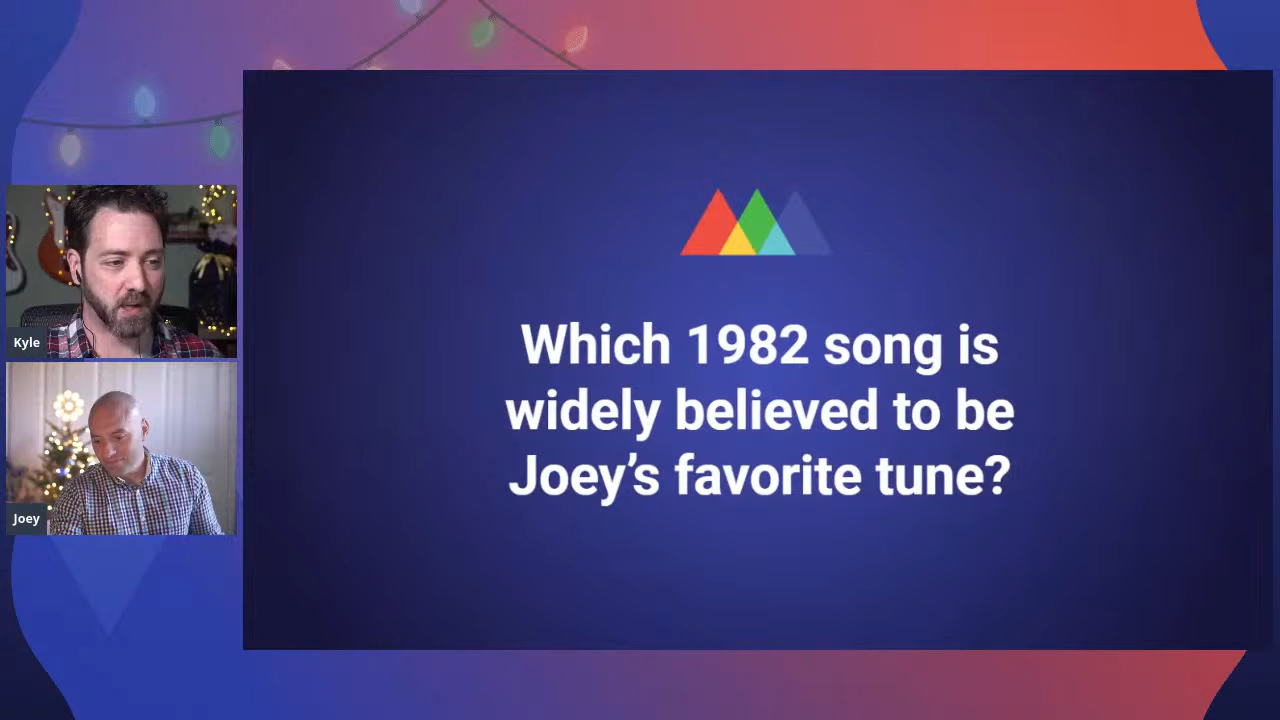 Kyle
Joey
Which 1982 song is
widely believed to be
Joey’s favorite tune?